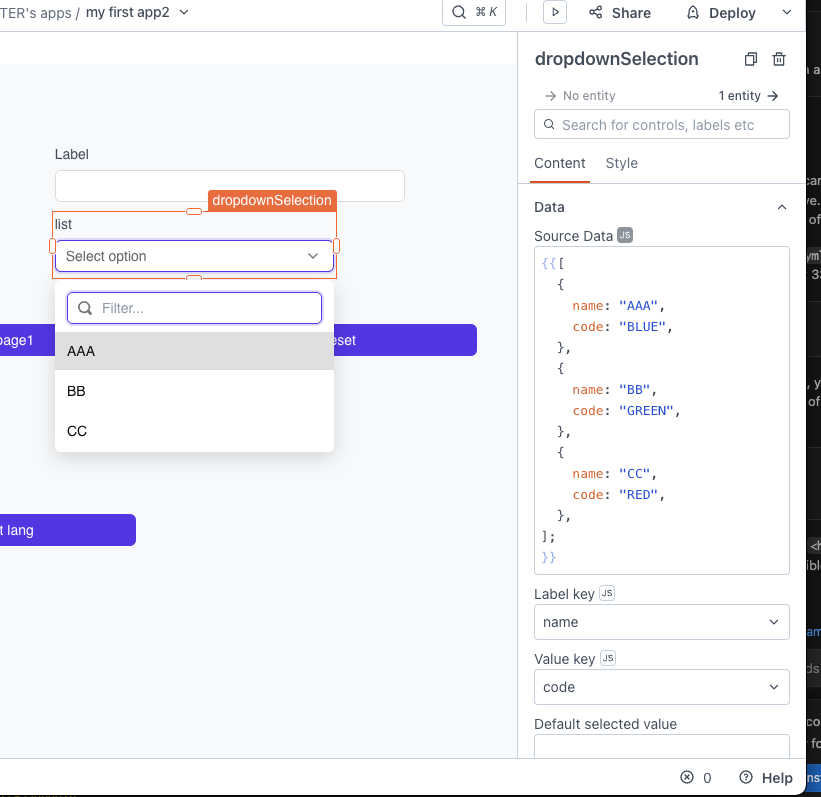 TER's apps / my first app2
⌘ K
Share
Deploy
Label
dropdownSelection
list
Select option
Filter...
AAA
BB
CC
page1
eset
t lang
dropdownSelection
No entity
1 entity
Search for controls, labels etc
Content
Style
Data
Source Data JS
{{[
{
name: "AAA",
code: "BLUE",
},
{
name: "BB",
code: "GREEN",
},
{
name: "CC",
code: "RED",
},
];
}}
Label key JS
name
Value key JS
code
Default selected value
0
Help